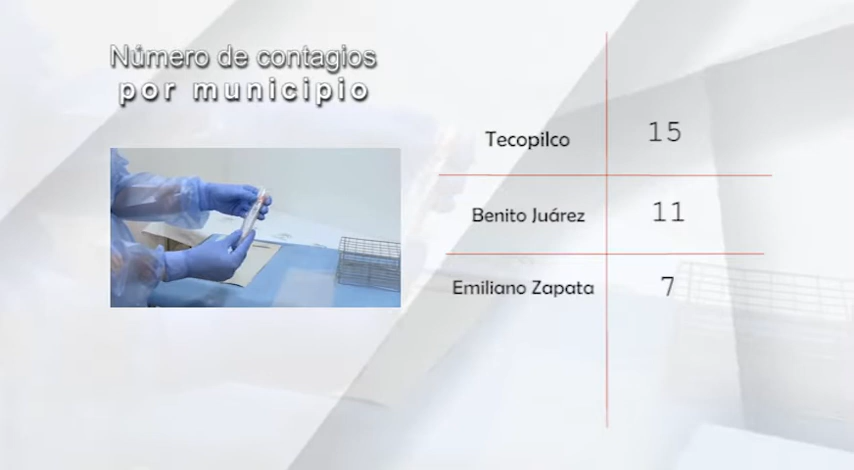 Número de contagios
por municipio
Tecopilco 15
Benito Juárez 11
Emiliano Zapata 7